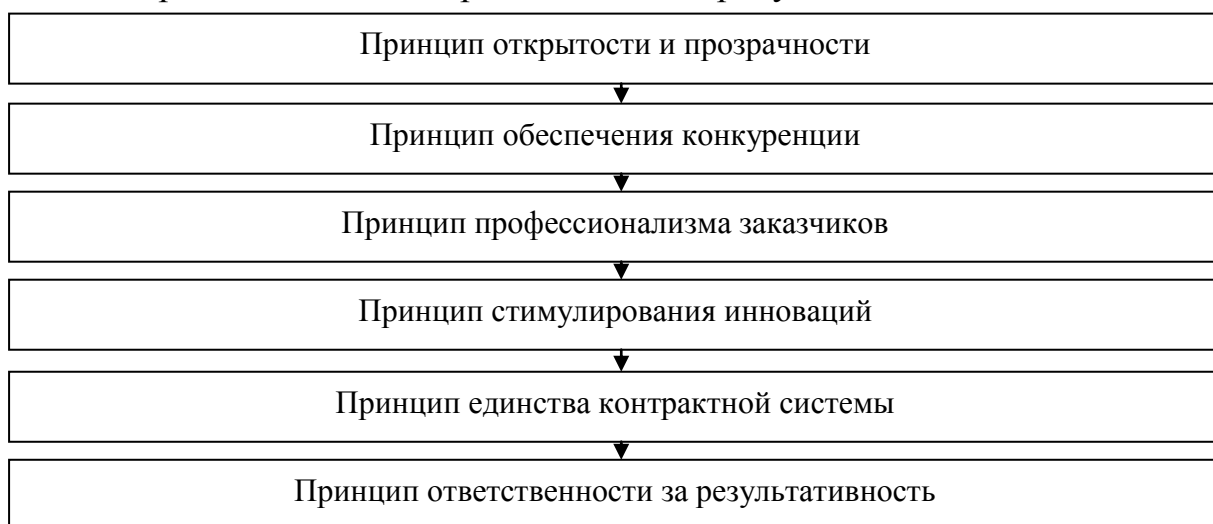 Принцип открытости и прозрачности
Принцип обеспечения конкуренции
Принцип профессионализма заказчиков
Принцип стимулирования инноваций
Принцип единства контрактной системы
Принцип ответственности за результативность